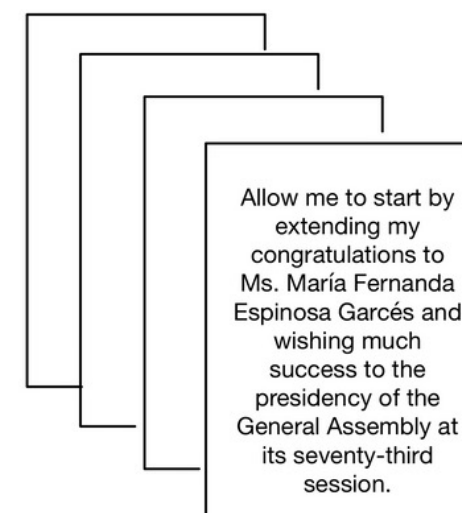 Allow me to start by
extending my
congratulations to
Ms. María Fernanda
Espinosa Garcés and
wishing much
success to the
presidency of the
General Assembly at
its seventy-third
session.